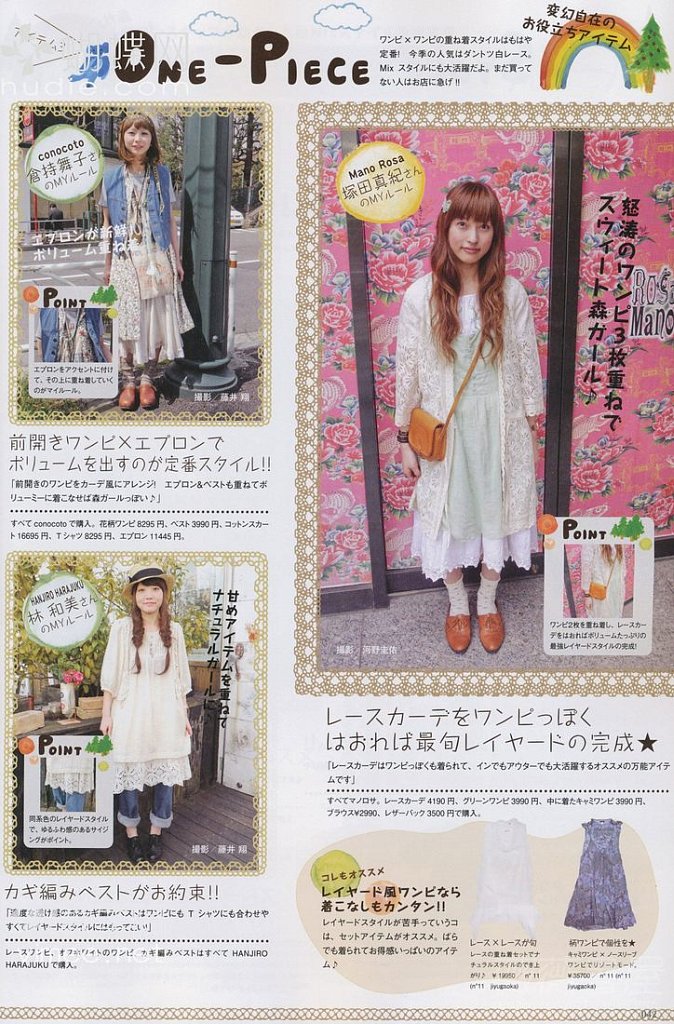 アイテム
ONE-PIECE
ワンピ×ワンピの重ね着スタイルはもはや
定番! 今季の人気はダントツ白レース。
Mix スタイルにも大活躍だよ。まだ買って
ない人はお店に急げ!!
変幻自在の
お役立ちアイテム
conocoto
倉持舞子さん
のMYルール
エプロンが新鮮!
ボリューム重ね着
POINT
エプロンをアクセントに付け
て、その上に重ね着していく
のがマイルール。
撮影/藤井 翔
前開きワンピ×エプロンで
ボリュームを出すのが定番スタイル!!
「前開きのワンピをカーデ風にアレンジ! エプロン&ベストも重ねてボ
リューミーに着こなせば森ガールっぽい♪」
すべて conocoto で購入。花柄ワンピ 8295 円、ベスト 3990 円、コットンスカー
ト 16695 円、Tシャツ 8295 円、エプロン 11445 円。
HANJIRO HARAJUKU
林 和美さん
のMYルール
甘めアイテムを重ねて
ナチュラルガールに♪
POINT
同系色のレイヤードスタイル
で、ゆるふわ感のあるサイジ
ングがポイント。
撮影/藤井 翔
カギ編みベストがお約束!!
「適度な透け感のあるカギ編みベストはワンピにも Tシャツにも合わせや
すくてレイヤードスタイルにはもってこい!」
レースワンピ、オフホワイトのワンピ、カギ編みベストはすべて HANJIRO
HARAJUKU で購入。
Mano Rosa
塚田真紀さん
のMYルール
怒涛のワンピ3枚重ねで
スウィート森ガール♪
Rosa
Mano
POINT
ワンピ2枚を重ね着し、レースカー
デをはおればボリュームたっぷりの
最強レイヤードスタイルの完成!
撮影/河野圭佑
レースカーデをワンピっぽく
はおれば最旬レイヤードの完成★
「レースカーデはワンピっぽくも着られて、インでもアウターでも大活躍するオススメの万能アイテ
ムです」
すべてマノロサ。レースカーデ 4190 円、グリーンワンピ 3990 円、中に着たキャミワンピ 3990 円、
ブラウス¥2990、レザーバック 3500 円で購入。
コレもオススメ
レイヤード風ワンピなら
着こなしもカンタン!!
レイヤードスタイルが苦手っていうコ
は、セットアイテムがオススメ。ばら
でも着られてお得感いっぱいのアイテ
ム♪
レース×レースが旬
レースの重ね着セットでナ
チュラルスタイルのでき上
がり♪ ¥19950/n°11
(n°11 jiyugaoka)
柄ワンピで個性を★
キャミワンピ×ノースリーブ
ワンピでリゾートモード。
¥35700/n°11 (n°11
jiyugaoka)
042